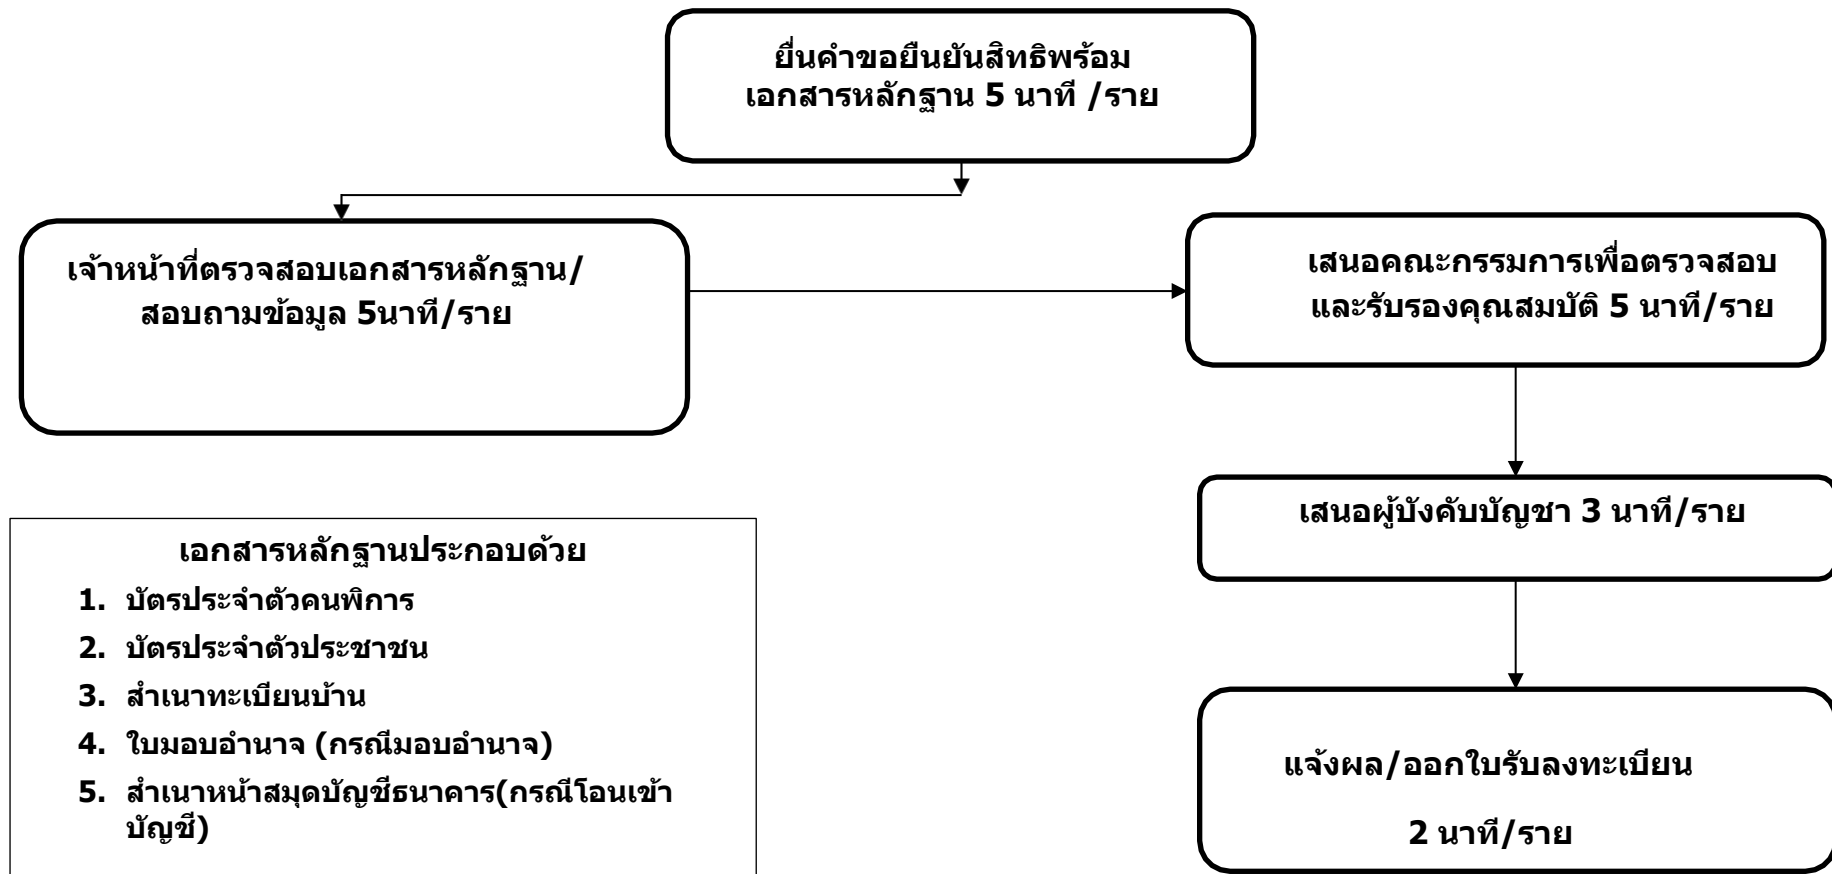 ยื่นคำขอยืนยันสิทธิพร้อม
เอกสารหลักฐาน 5 นาที /ราย
เจ้าหน้าที่ตรวจสอบเอกสารหลักฐาน/
สอบถามข้อมูล 5นาที/ราย
เสนอคณะกรรมการเพื่อตรวจสอบ
และรับรองคุณสมบัติ 5 นาที/ราย
เสนอผู้บังคับบัญชา 3 นาที/ราย
แจ้งผล/ออกใบรับลงทะเบียน
2 นาที/ราย
เอกสารหลักฐานประกอบด้วย
1. บัตรประจำตัวคนพิการ
2. บัตรประจำตัวประชาชน
3. สำเนาทะเบียนบ้าน
4. ใบมอบอำนาจ (กรณีมอบอำนาจ)
5. สำเนาหน้าสมุดบัญชีธนาคาร(กรณีโอนเข้า
บัญชี)